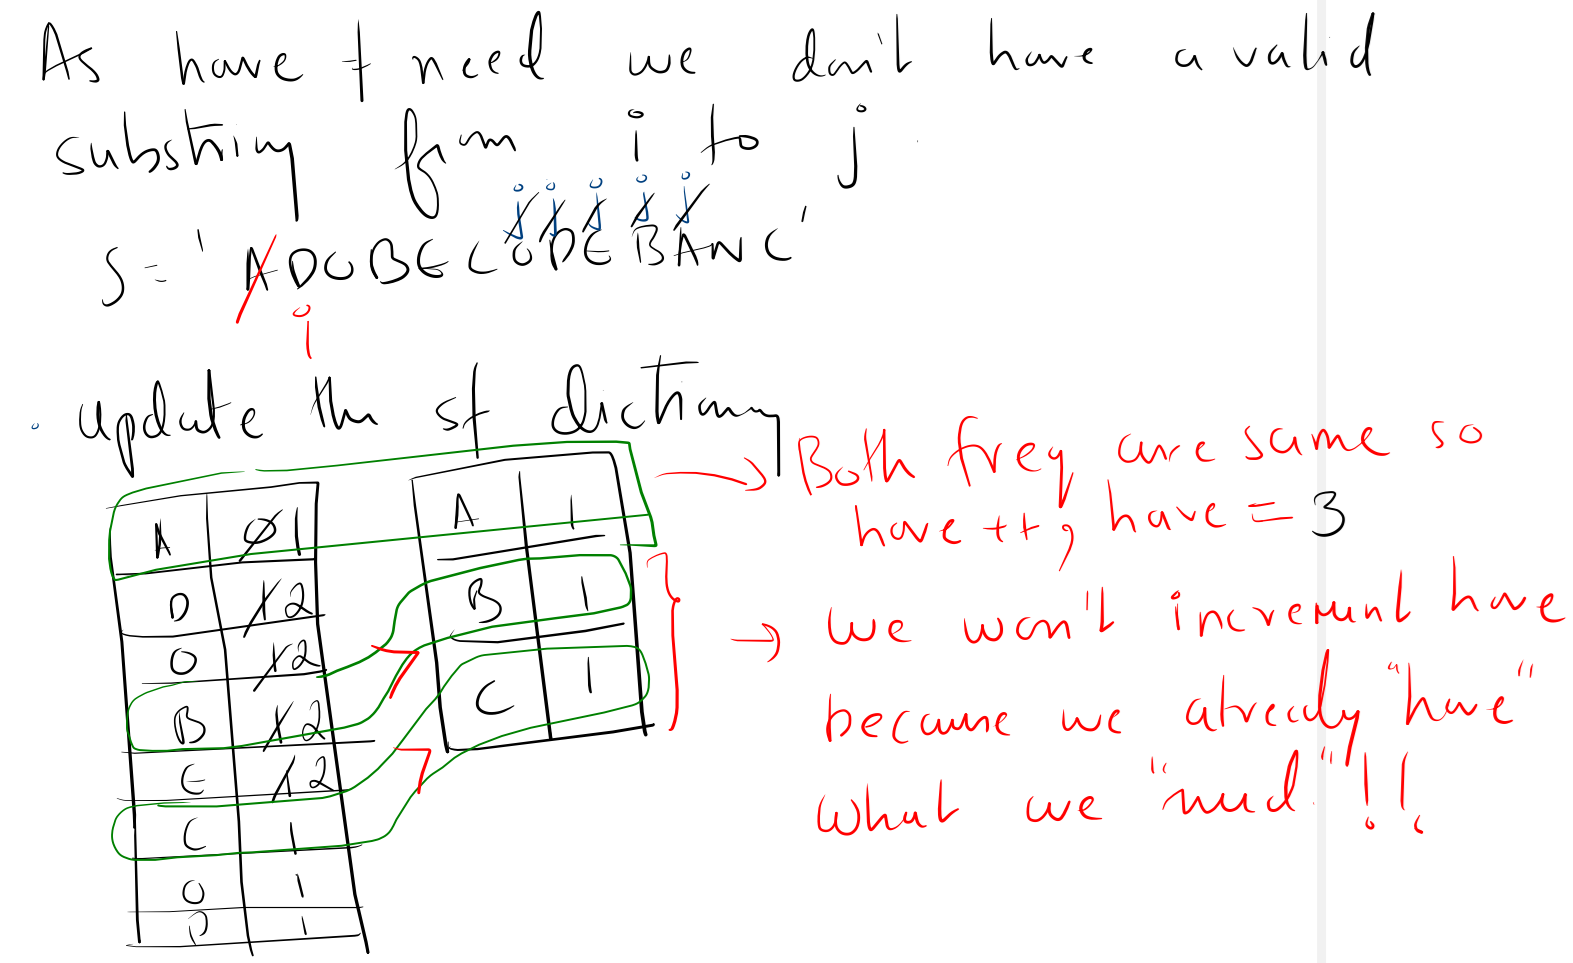 As have ≠ need we don't have a valid
substring from i to j
j j j j j
S = 'ADOBECODEBANC'
i
· update the sf dictionary
A 0 1
D 1 2
O 1 2
B 1 2
E 1 2
C 1
O 1
D 1
A 1
B 1
C 1
→ Both freq are same so
have ++; have = 3
→ We won't increment have
because we already "have"
what we "need"!!